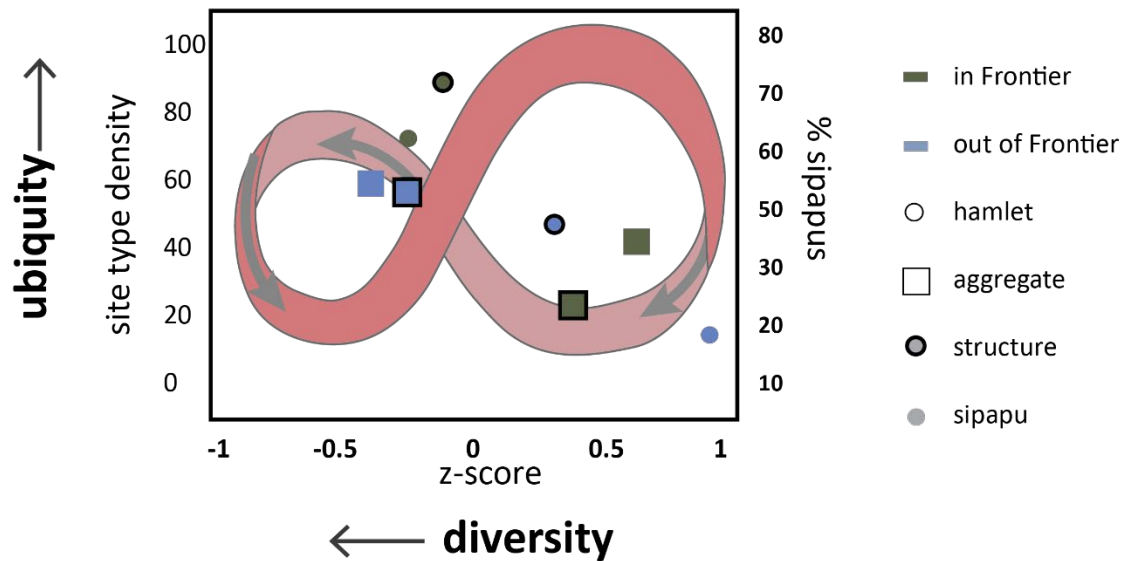 ubiquity
site type density
100
80
60
40
20
0
80
70
60
50
30
20
10
% sipapus
-1
-0.5
0
0.5
1
z-score
diversity
in Frontier
out of Frontier
hamlet
aggregate
structure
sipapu